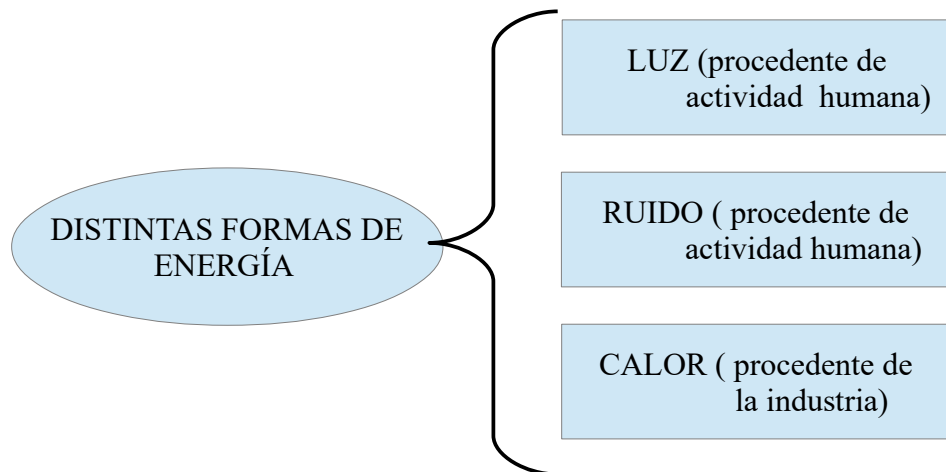 LUZ (procedente de
actividad humana)
DISTINTAS FORMAS DE
ENERGÍA
RUIDO ( procedente de
actividad humana)
CALOR ( procedente de
la industria)